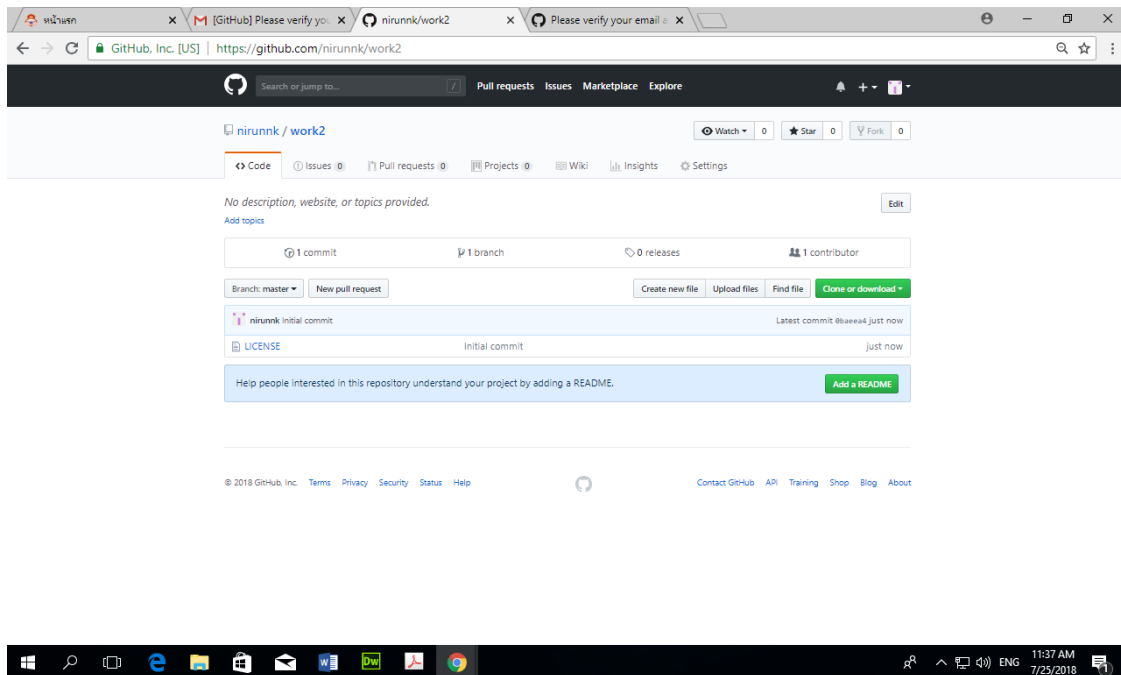 หน้าแรก
[GitHub] Please verify you
nirunnk/work2
Please verify your email a
GitHub, Inc. [US] | https://github.com/nirunnk/work2
Search or jump to... / Pull requests Issues Marketplace Explore
nirunnk / work2
Watch 0 Star 0 Fork 0
Code Issues 0 Pull requests 0 Projects 0 Wiki Insights Settings
No description, website, or topics provided. Edit
Add topics
1 commit 1 branch 0 releases 1 contributor
Branch: master New pull request Create new file Upload files Find file Clone or download
nirunnk Initial commit Latest commit 0baeea4 just now
LICENSE Initial commit just now
Help people interested in this repository understand your project by adding a README. Add a README
© 2018 GitHub, Inc. Terms Privacy Security Status Help Contact GitHub API Training Shop Blog About
Dw
ENG
11:37 AM
7/25/2018
1